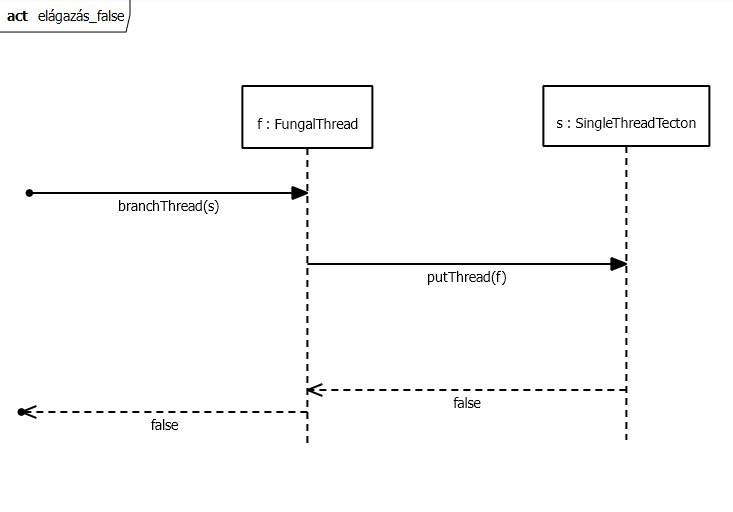 act elágazás_false
f : FungalThread
s : SingleThreadTecton
branchThread(s)
putThread(f)
false
false